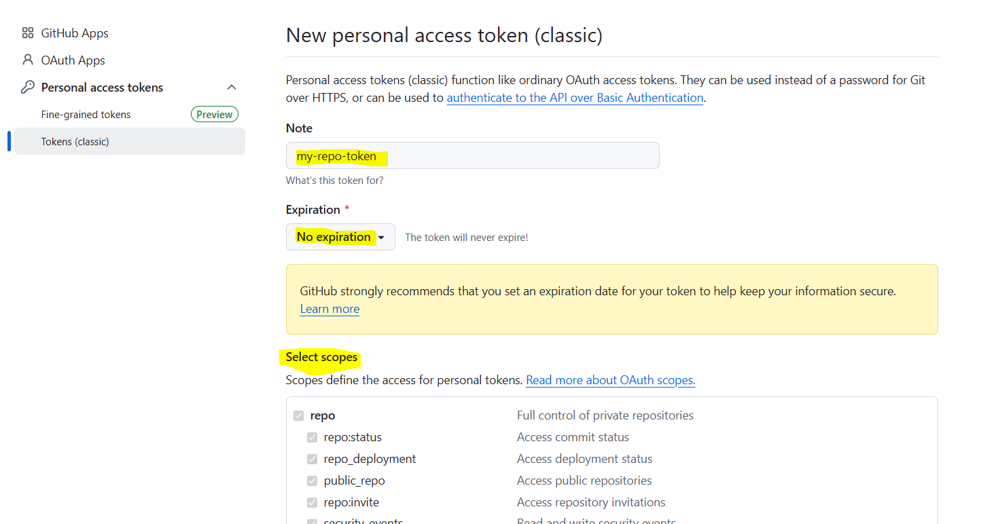 GitHub Apps
OAuth Apps
Personal access tokens
Fine-grained tokens Preview
Tokens (classic)
New personal access token (classic)
Personal access tokens (classic) function like ordinary OAuth access tokens. They can be used instead of a password for Git
over HTTPS, or can be used to authenticate to the API over Basic Authentication.
Note
my-repo-token
What's this token for?
Expiration *
No expiration The token will never expire!
GitHub strongly recommends that you set an expiration date for your token to help keep your information secure.
Learn more
Select scopes
Scopes define the access for personal tokens. Read more about OAuth scopes.
repo Full control of private repositories
repo:status Access commit status
repo_deployment Access deployment status
public_repo Access public repositories
repo:invite Access repository invitations
security_events Read and write security events